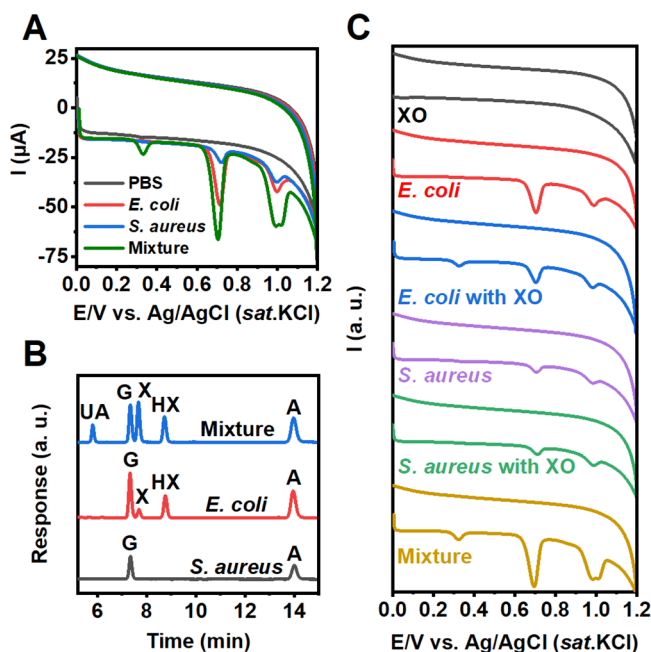 A
25
0
-25
-50
-75
I (µA)
PBS
E. coli
S. aureus
Mixture
0.0 0.2 0.4 0.6 0.8 1.0 1.2
E/V vs. Ag/AgCl (sat.KCl)
B
UA G X HX A
Mixture
G X HX A
E. coli
G A
S. aureus
Response (a. u.)
6 8 10 12 14
Time (min)
C
XO
E. coli
E. coli with XO
S. aureus
S. aureus with XO
Mixture
I (a. u.)
0.0 0.2 0.4 0.6 0.8 1.0 1.2
E/V vs. Ag/AgCl (sat.KCl)